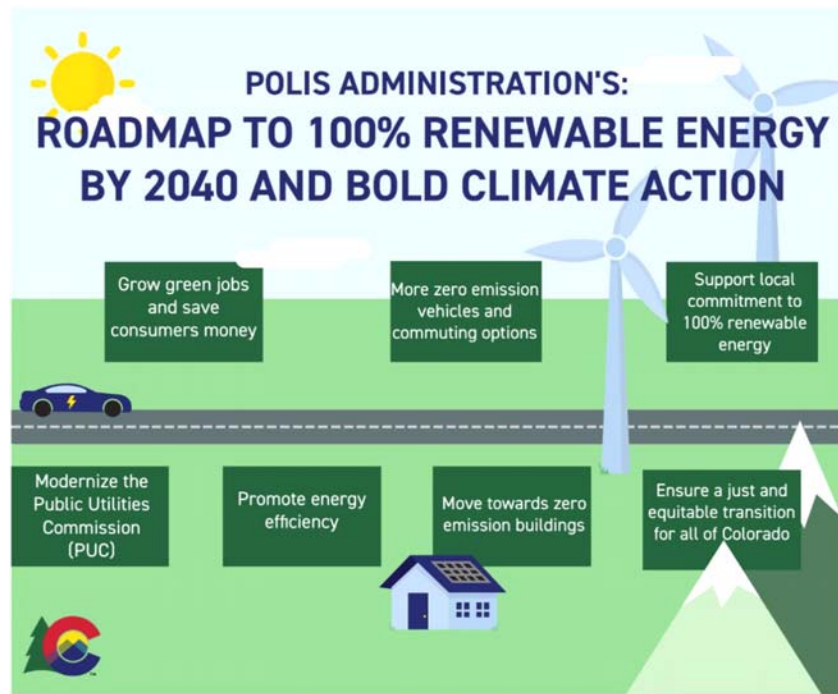 POLIS ADMINISTRATION'S:
ROADMAP TO 100% RENEWABLE ENERGY
BY 2040 AND BOLD CLIMATE ACTION
Grow green jobs
and save
consumers money
More zero emission
vehicles and
commuting options
Support local
commitment to
100% renewable
energy
Modernize the
Public Utilities
Commission
(PUC)
Promote energy
efficiency
Move towards zero
emission buildings
Ensure a just and
equitable transition
for all of Colorado